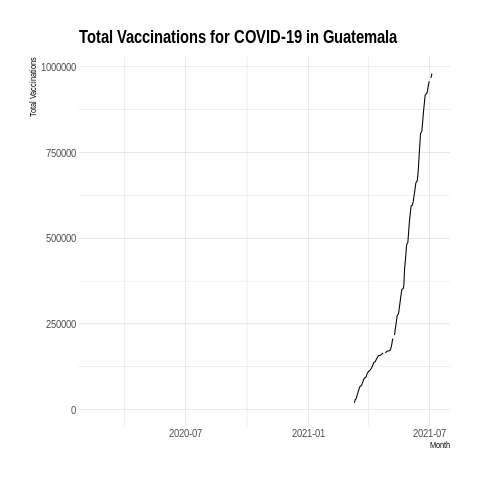 Total Vaccinations for COVID-19 in Guatemala
Total Vaccinations
1000000
750000
500000
250000
0
2020-07 2021-01 2021-07
Month